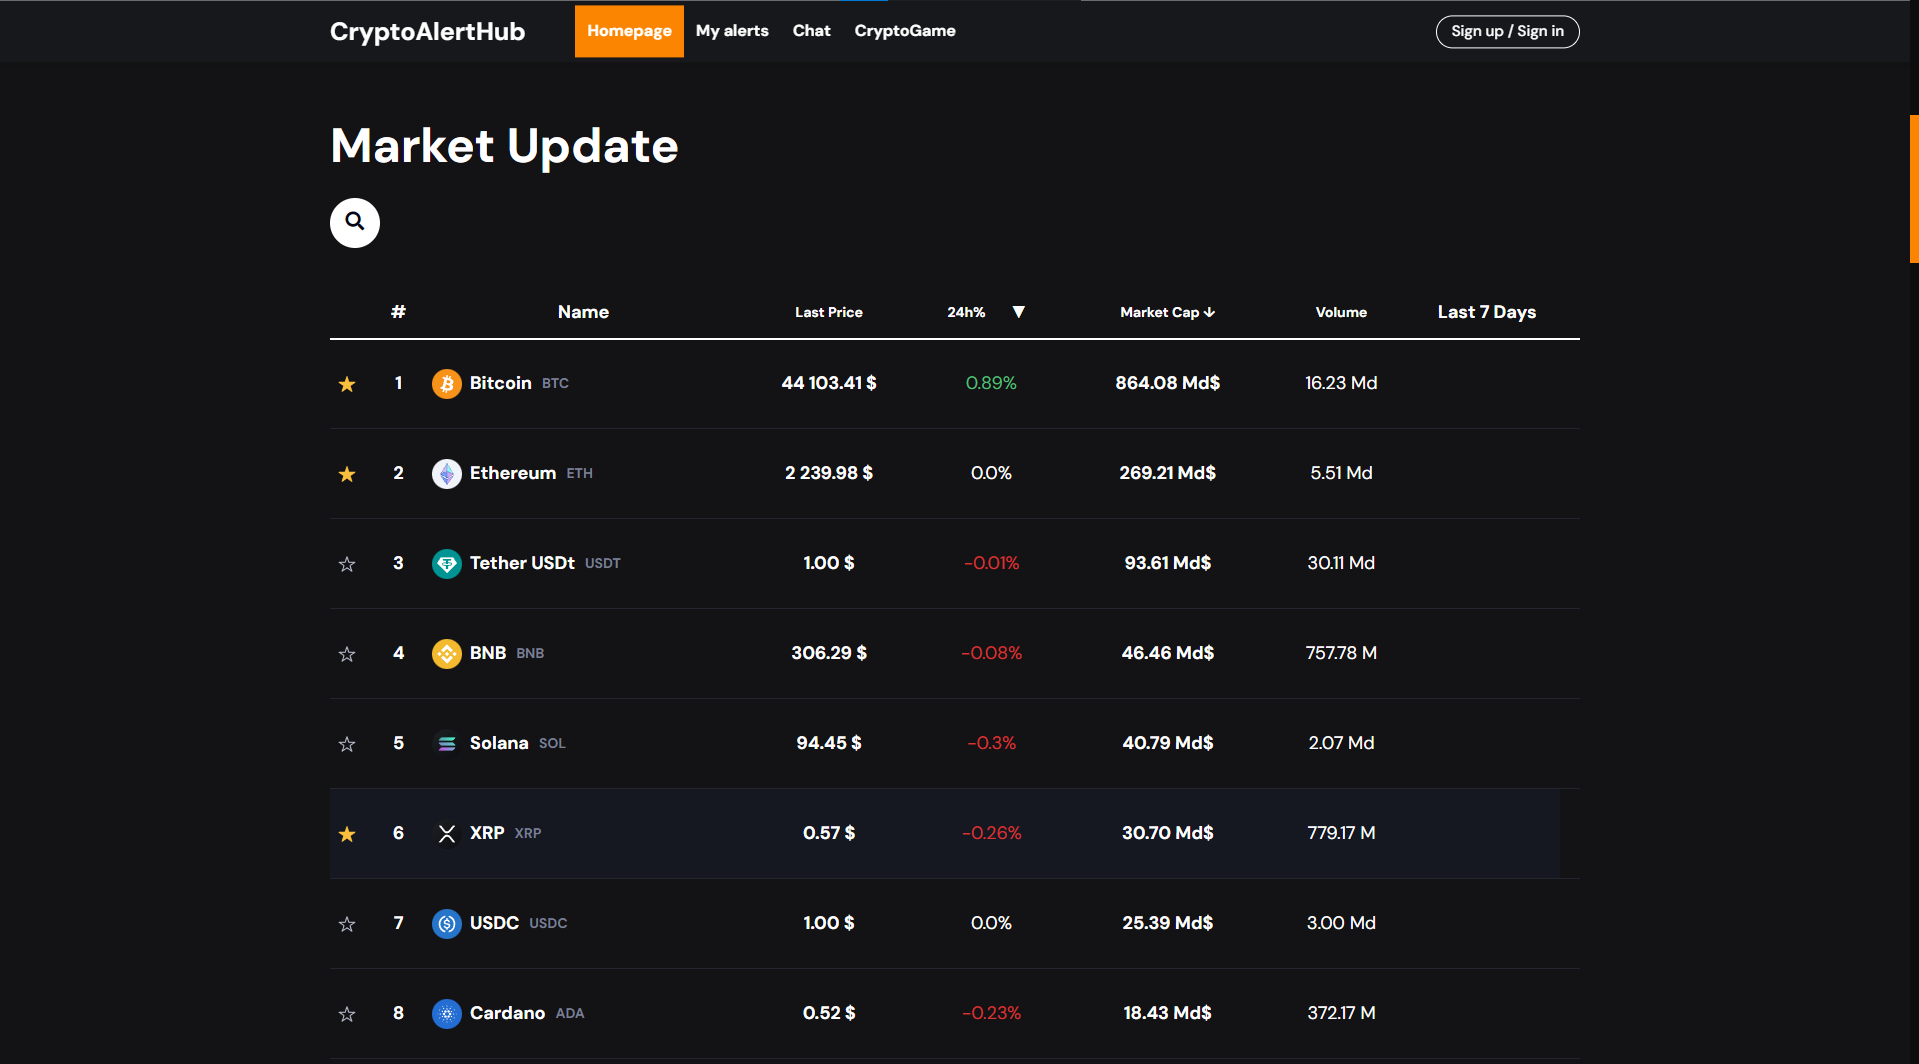 CryptoAlertHub Homepage My alerts Chat CryptoGame Sign up / Sign in
Market Update
# Name Last Price 24h% ▼ Market Cap ↓ Volume Last 7 Days
1 Bitcoin BTC 44 103.41 $ 0.89% 864.08 Md$ 16.23 Md
2 Ethereum ETH 2 239.98 $ 0.0% 269.21 Md$ 5.51 Md
3 Tether USDt USDT 1.00 $ -0.01% 93.61 Md$ 30.11 Md
4 BNB BNB 306.29 $ -0.08% 46.46 Md$ 757.78 M
5 Solana SOL 94.45 $ -0.3% 40.79 Md$ 2.07 Md
6 XRP XRP 0.57 $ -0.26% 30.70 Md$ 779.17 M
7 USDC USDC 1.00 $ 0.0% 25.39 Md$ 3.00 Md
8 Cardano ADA 0.52 $ -0.23% 18.43 Md$ 372.17 M